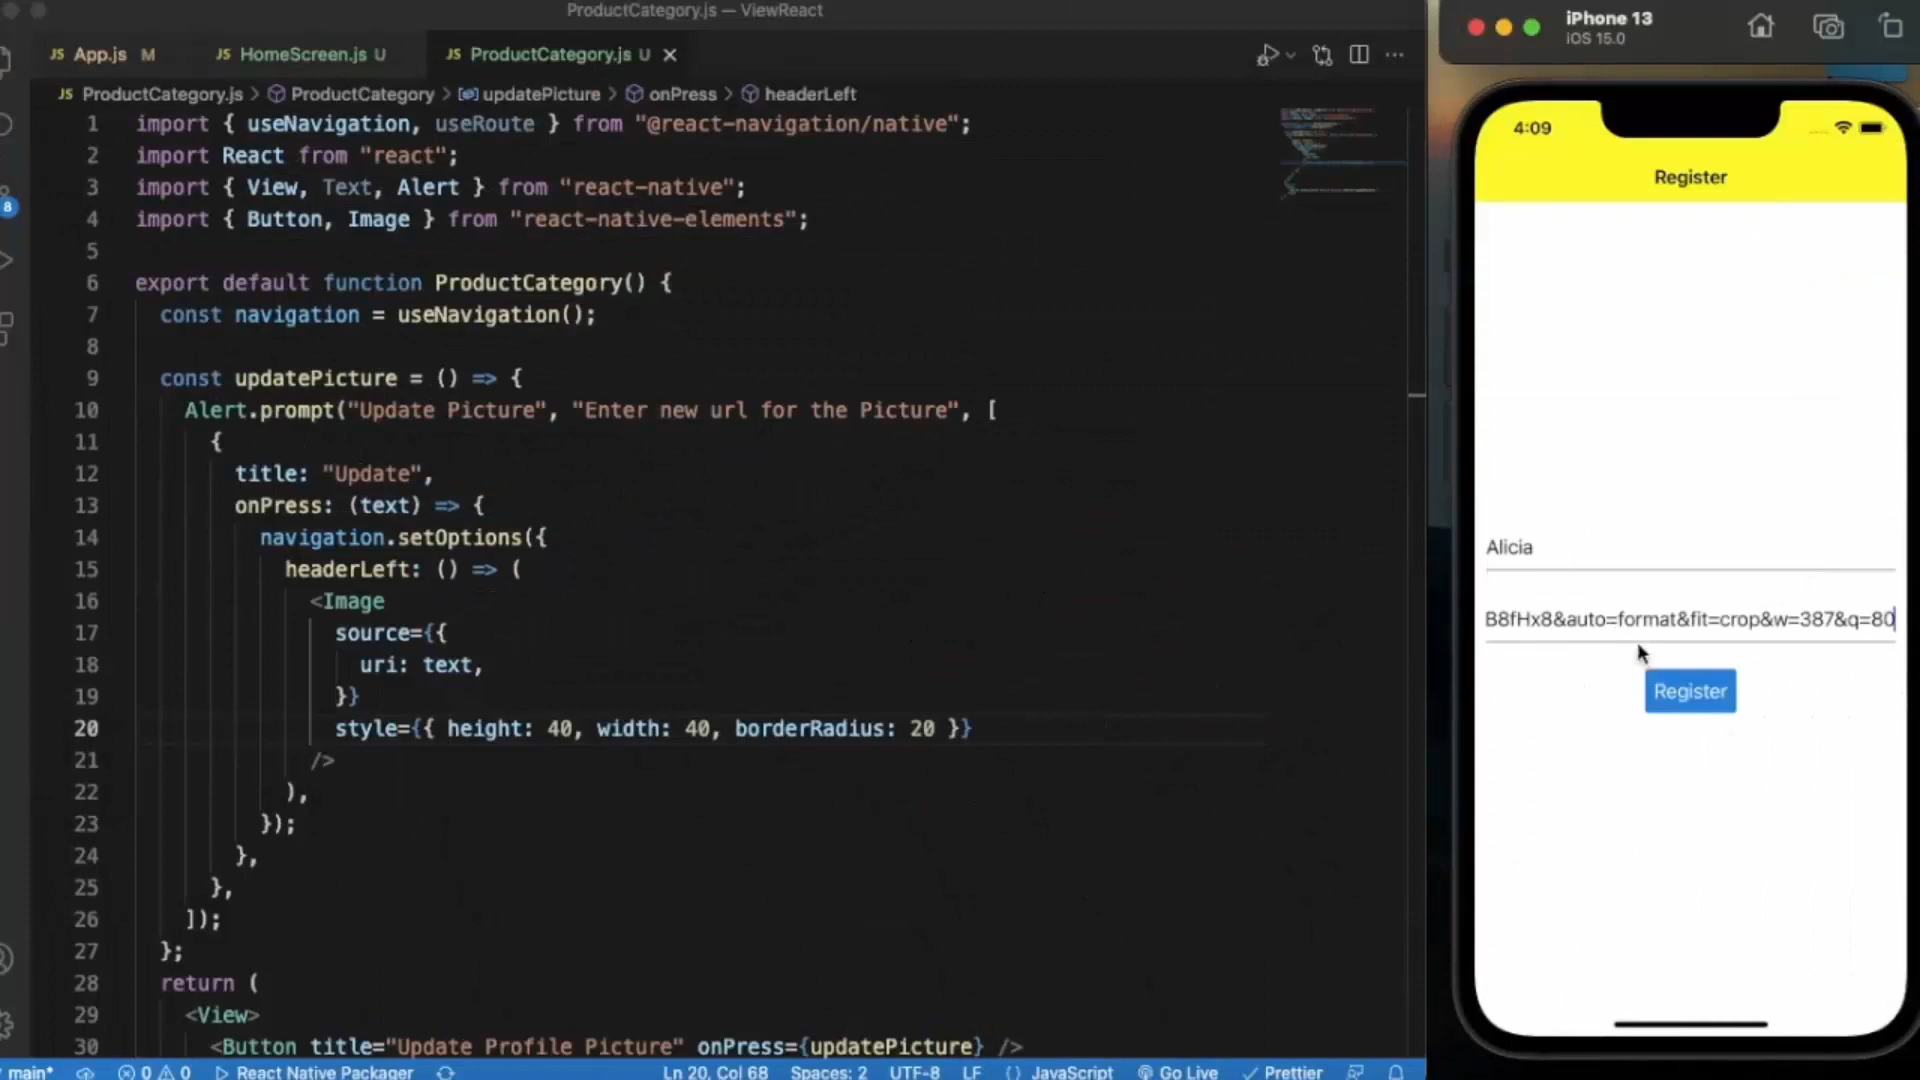 ProductCategory.js — ViewReact
JS App.js M
JS HomeScreen.js U
JS ProductCategory.js U
JS ProductCategory.js > ProductCategory > updatePicture > onPress > headerLeft
1 import { useNavigation, useRoute } from "@react-navigation/native";
2 import React from "react";
3 import { View, Text, Alert } from "react-native";
4 import { Button, Image } from "react-native-elements";
5
6 export default function ProductCategory() {
7 const navigation = useNavigation();
8
9 const updatePicture = () => {
10 Alert.prompt("Update Picture", "Enter new url for the Picture", [
11 {
12 title: "Update",
13 onPress: (text) => {
14 navigation.setOptions({
15 headerLeft: () => (
16 <Image
17 source={{
18 uri: text,
19 }}
20 style={{ height: 40, width: 40, borderRadius: 20 }}
21 />
22 ),
23 });
24 },
25 },
26 ]);
27 };
28 return (
29 <View>
30 <Button title="Update Profile Picture" onPress={updatePicture} />
8
main* 0 0 React Native Packager Ln 20, Col 68 Spaces: 2 UTF-8 LF {} JavaScript Go Live Prettier
iPhone 13
iOS 15.0
4:09
Register
Alicia
B8fHx8&auto=format&fit=crop&w=387&q=80
Register